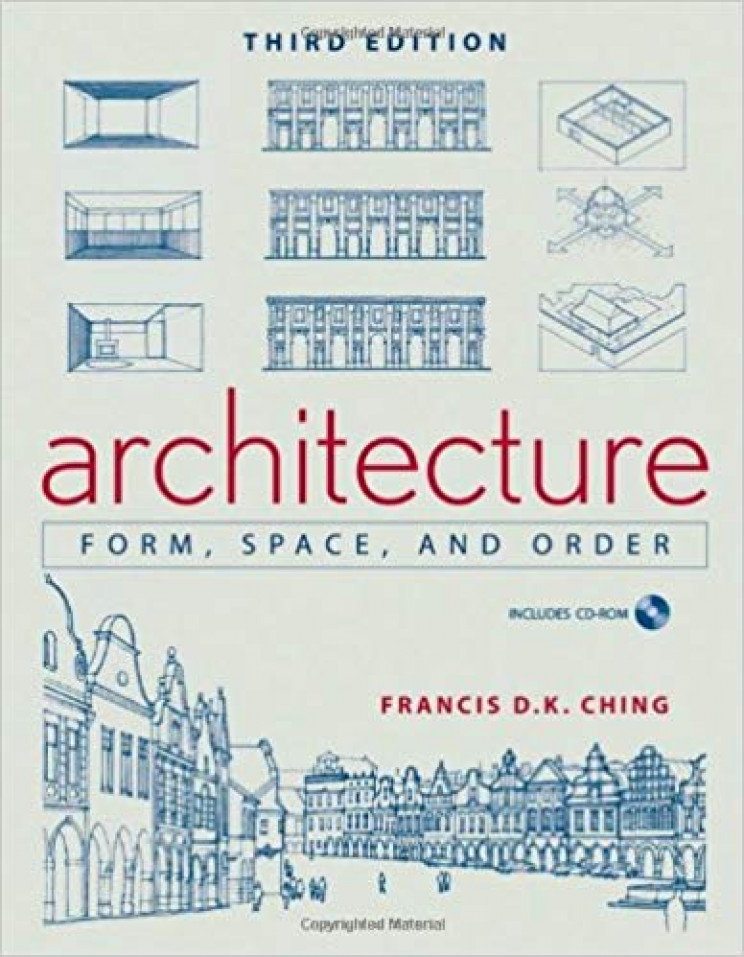 Copyrighted Material
THIRD EDITION
architecture
FORM, SPACE, AND ORDER
INCLUDES CD-ROM
FRANCIS D.K. CHING
Copyrighted Material